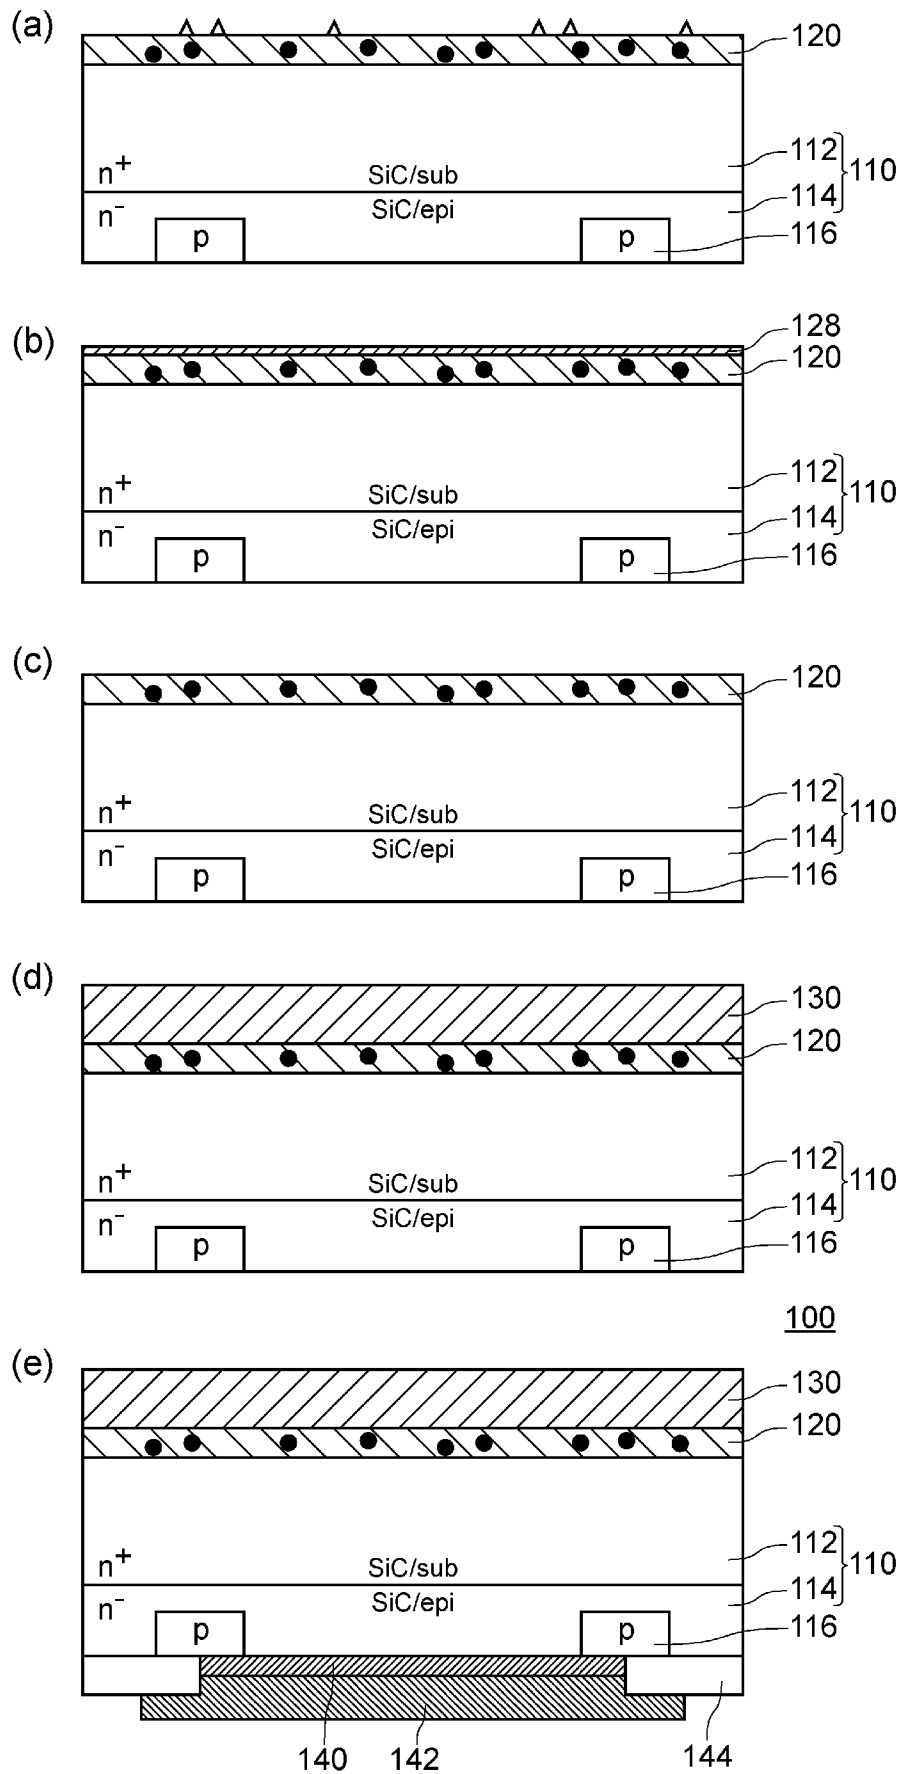 (a)
120
112
110
n+
SiC/sub
114
n−
SiC/epi
116
p
p
(b)
128
120
112
110
n+
SiC/sub
114
n−
SiC/epi
116
p
p
(c)
120
112
110
n+
SiC/sub
114
n−
SiC/epi
116
p
p
(d)
130
120
112
110
n+
SiC/sub
114
n−
SiC/epi
116
p
p
100
(e)
130
120
112
110
n+
SiC/sub
114
n−
SiC/epi
116
p
p
140
142
144